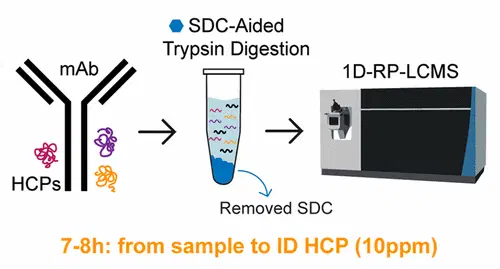 mAb
HCPs
SDC-Aided
Trypsin Digestion
Removed SDC
1D-RP-LCMS
7-8h: from sample to ID HCP (10ppm)